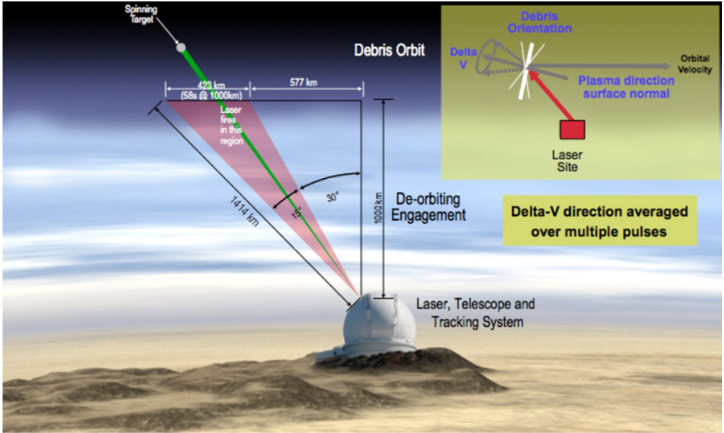 Spinning
Target
Debris Orbit
423 km
(58s @ 1000km)
577 km
Laser
fires
in this
region
30°
15°
1414 km
1000km
De-orbiting
Engagement
Laser, Telescope and
Tracking System
Debris
Orientation
Delta
V
Orbital
Velocity
Plasma direction
surface normal
Laser
Site
Delta-V direction averaged
over multiple pulses